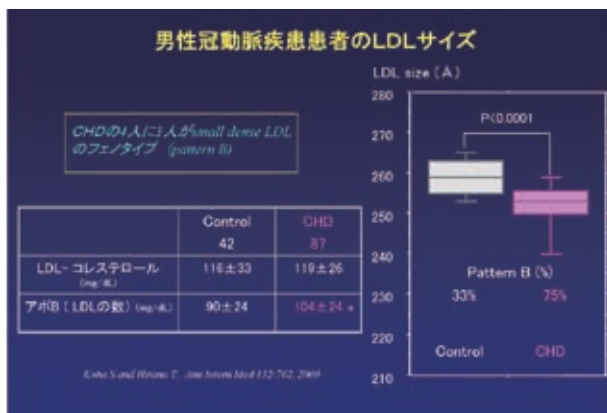 男性冠動脈疾患患者のLDLサイズ
LDL size (Å)
CHDの4人に3人がsmall dense LDL
のフェノタイプ (pattern B)
Control CHD
42 87
LDL-コレステロール 116±33 119±26
(mg/dL)
アポB(LDLの数)(mg/dL) 90±24 104±24 *
280
270
260
250
240
230
220
210
P<0.0001
Pattern B (%)
33% 75%
Control CHD
and Hirano T. Intern Med